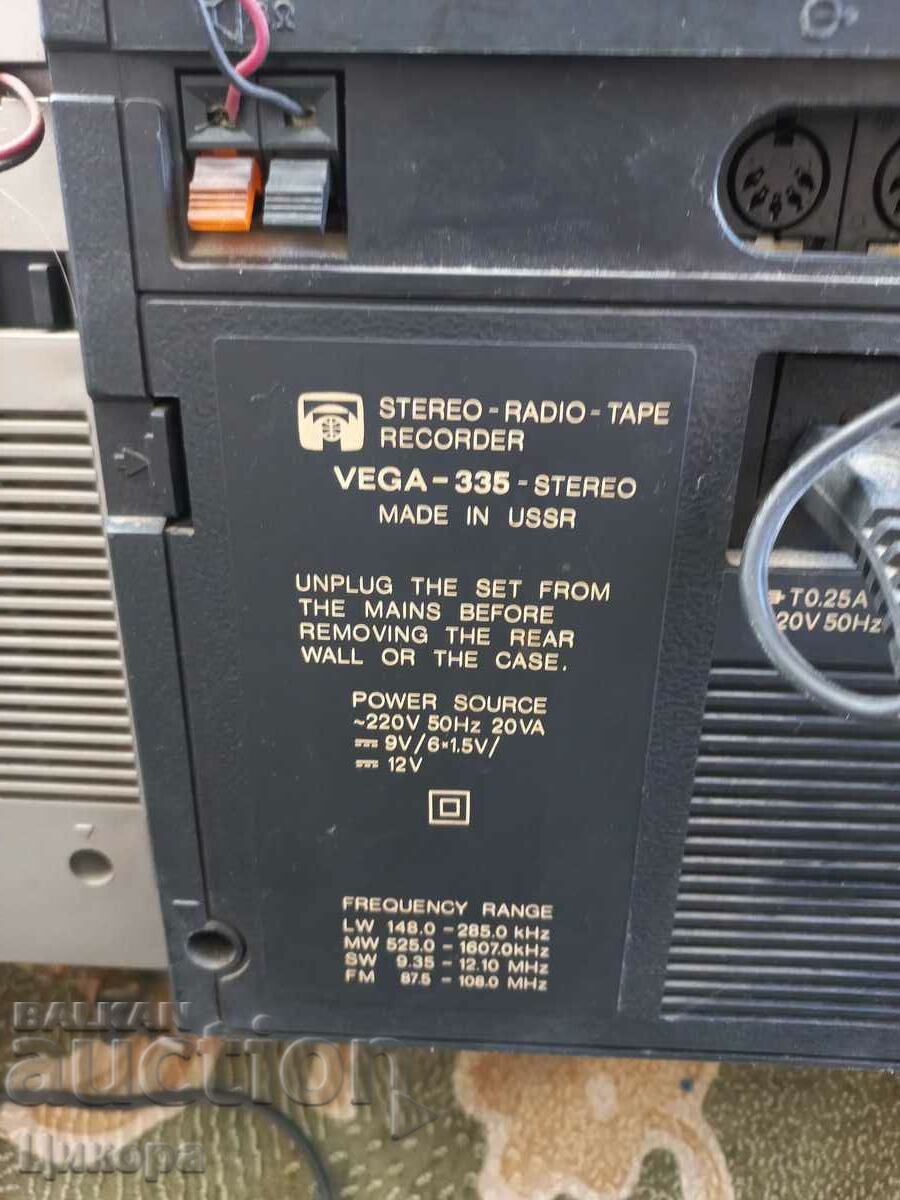 Ω
STEREO-RADIO-TAPE
RECORDER
VEGA-335-STEREO
MADE IN USSR
UNPLUG THE SET FROM
THE MAINS BEFORE
REMOVING THE REAR
WALL OR THE CASE.
POWER SOURCE
~220V 50Hz 20VA
⎓ 9V/6×1.5V/
⎓ 12V
T0.25A
20V 50Hz
FREQUENCY RANGE
LW 148.0 - 285.0 kHz
MW 525.0 - 1607.0kHz
SW 9.35 - 12.10 MHz
FM 87.5 - 108.0 MHz
BALKAN
auction
Цикора